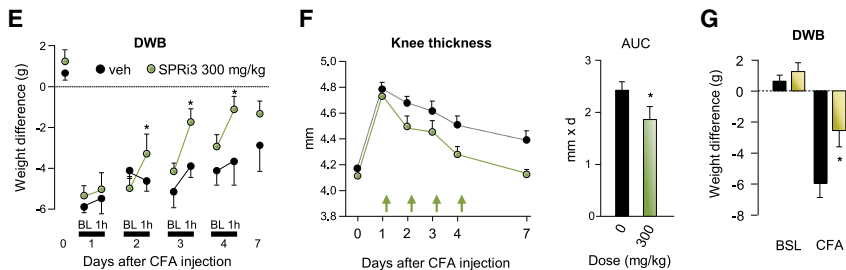 E
DWB
veh
SPRi3 300 mg/kg
Weight difference (g)
2
0
-2
-4
-6
*
*
*
BL 1h
BL 1h
BL 1h
BL 1h
0
1
2
3
4
7
Days after CFA injection
F
Knee thickness
mm
5,2
4,8
4,4
4.0
3,8
0
1
2
3
4
7
Days after CFA injection
AUC
mm x d
3
2
1
0
*
0
300
Dose (mg/kg)
G
DWB
Weight difference (g)
2
0
-2
-4
-6
-8
*
BSL
CFA